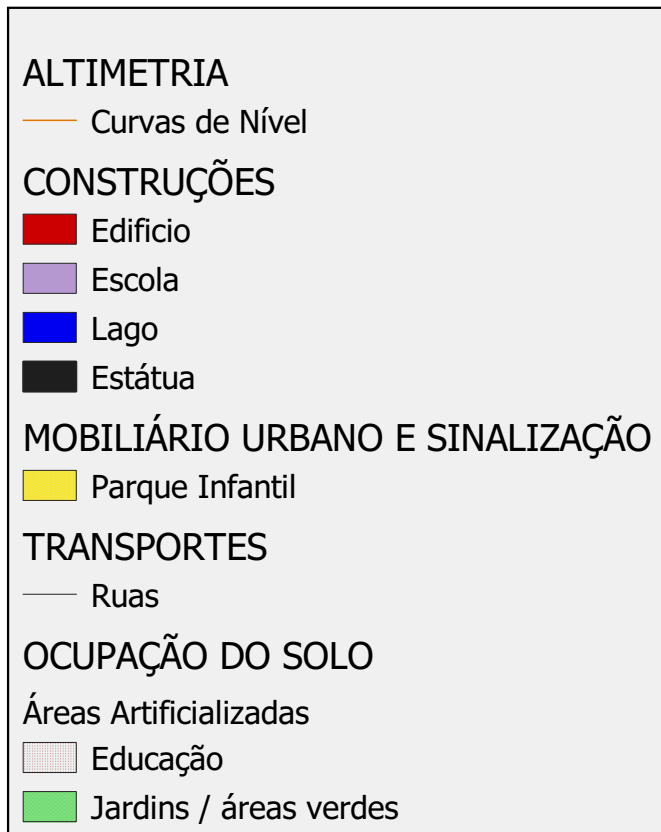 ALTIMETRIA
Curvas de Nível
CONSTRUÇÕES
Edificio
Escola
Lago
Estátua
MOBILIÁRIO URBANO E SINALIZAÇÃO
Parque Infantil
TRANSPORTES
Ruas
OCUPAÇÃO DO SOLO
Áreas Artificializadas
Educação
Jardins / áreas verdes